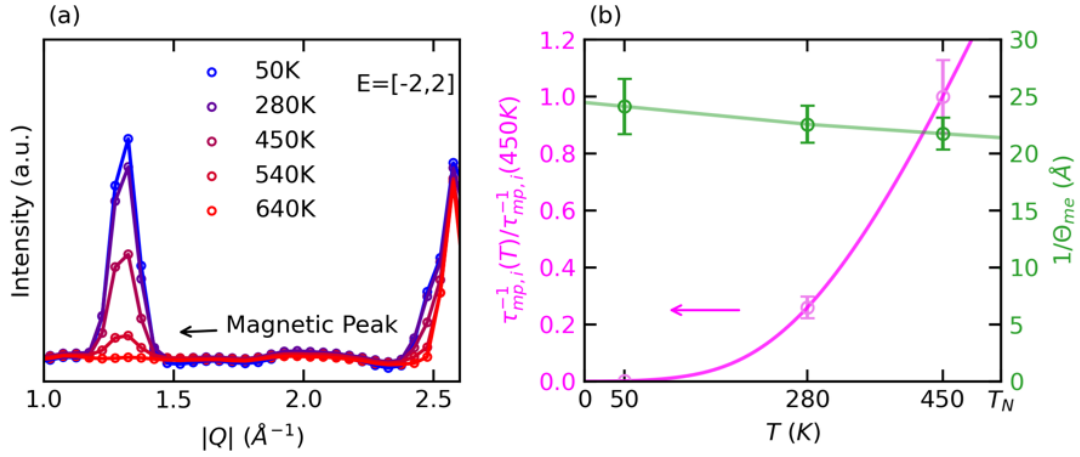 (a)
(b)
Intensity (a.u.)
50K
280K
450K
540K
640K
E=[-2,2]
Magnetic Peak
1.0
1.5
2.0
2.5
|Q| (Å⁻¹)
τ⁻¹ₘₚ,ᵢ(T)/τ⁻¹ₘₚ,ᵢ(450K)
1.2
1.0
0.8
0.6
0.4
0.2
0.0
0
50
280
450
T_N
T (K)
30
25
20
15
10
5
0
1/Θₘₑ (Å)